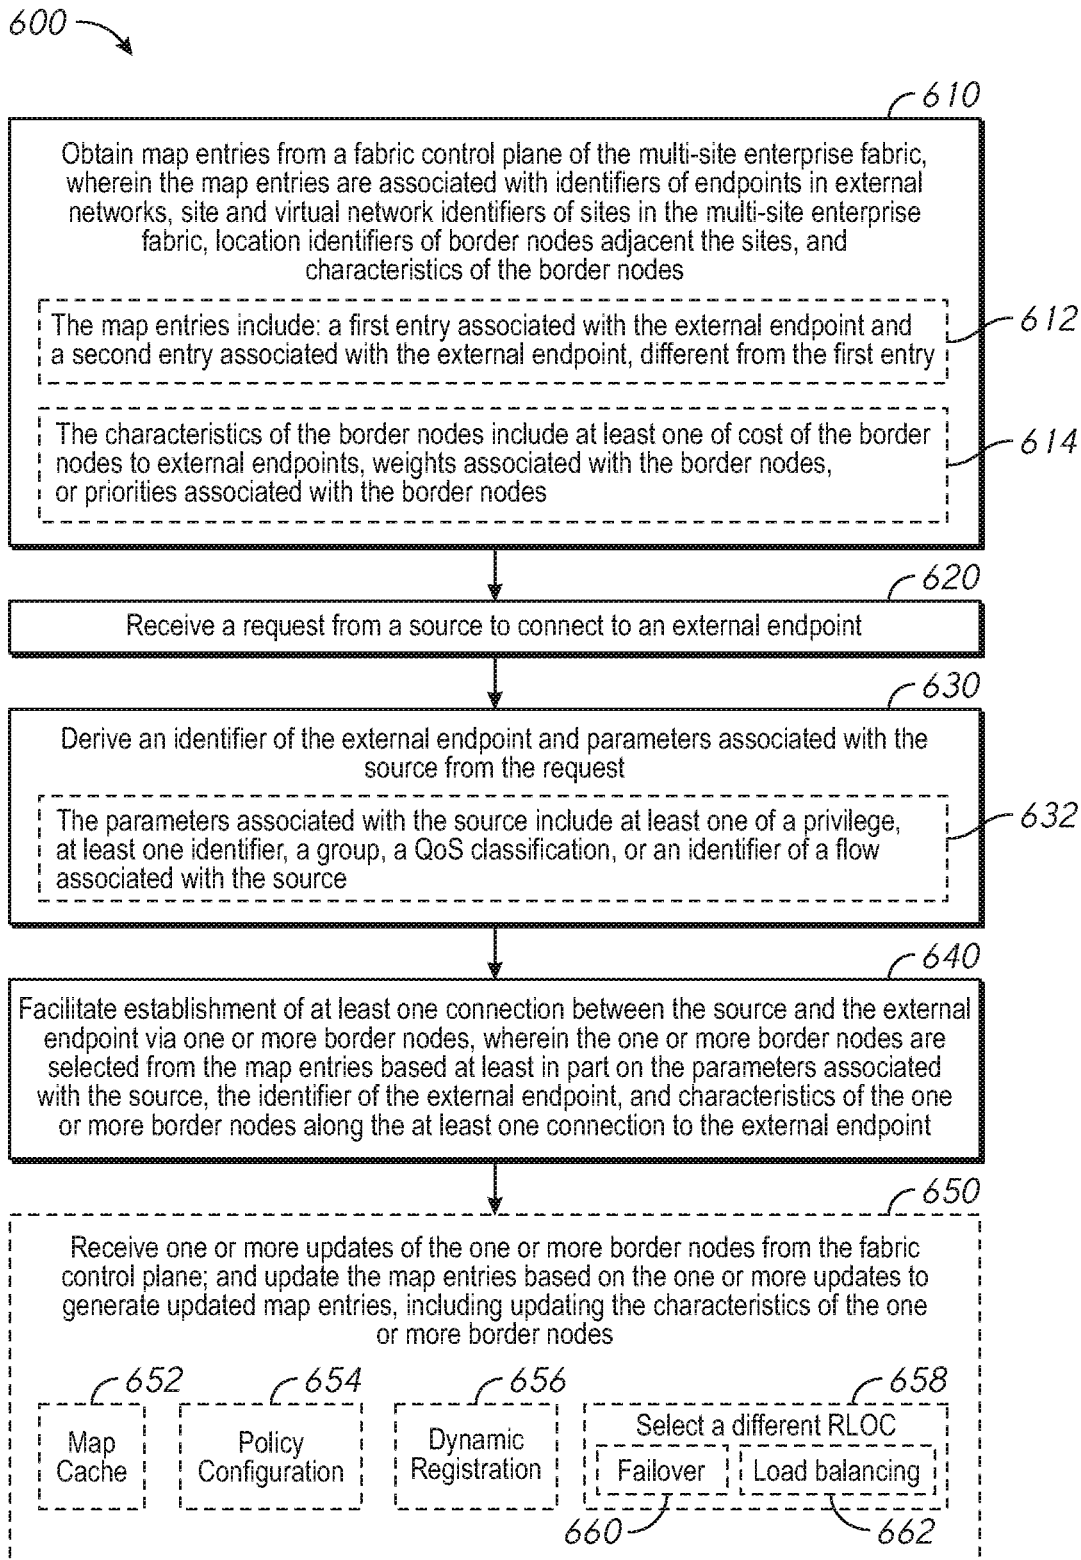 600
610
Obtain map entries from a fabric control plane of the multi-site enterprise fabric,
wherein the map entries are associated with identifiers of endpoints in external
networks, site and virtual network identifiers of sites in the multi-site enterprise
fabric, location identifiers of border nodes adjacent the sites, and
characteristics of the border nodes
612
The map entries include: a first entry associated with the external endpoint and
a second entry associated with the external endpoint, different from the first entry
614
The characteristics of the border nodes include at least one of cost of the border
nodes to external endpoints, weights associated with the border nodes,
or priorities associated with the border nodes
620
Receive a request from a source to connect to an external endpoint
630
Derive an identifier of the external endpoint and parameters associated with the
source from the request
632
The parameters associated with the source include at least one of a privilege,
at least one identifier, a group, a QoS classification, or an identifier of a flow
associated with the source
640
Facilitate establishment of at least one connection between the source and the external
endpoint via one or more border nodes, wherein the one or more border nodes are
selected from the map entries based at least in part on the parameters associated
with the source, the identifier of the external endpoint, and characteristics of the one
or more border nodes along the at least one connection to the external endpoint
650
Receive one or more updates of the one or more border nodes from the fabric
control plane; and update the map entries based on the one or more updates to
generate updated map entries, including updating the characteristics of the one
or more border nodes
652
Map
Cache
654
Policy
Configuration
656
Dynamic
Registration
658
Select a different RLOC
Failover
Load balancing
660
662